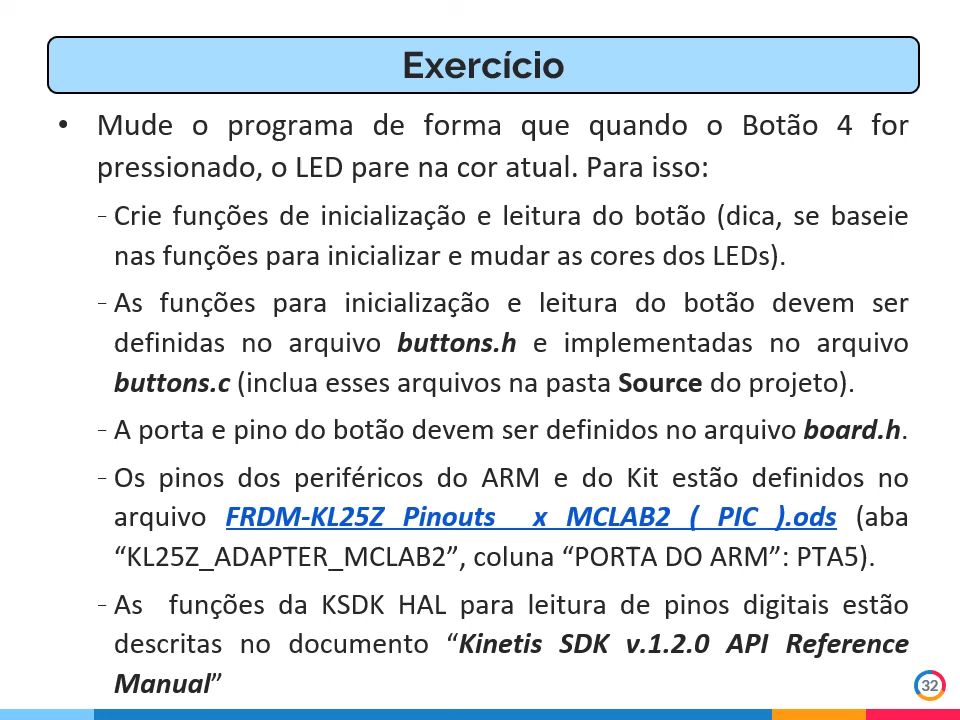 Exercício
• Mude o programa de forma que quando o Botão 4 for
pressionado, o LED pare na cor atual. Para isso:
- Crie funções de inicialização e leitura do botão (dica, se baseie
nas funções para inicializar e mudar as cores dos LEDs).
- As funções para inicialização e leitura do botão devem ser
definidas no arquivo buttons.h e implementadas no arquivo
buttons.c (inclua esses arquivos na pasta Source do projeto).
- A porta e pino do botão devem ser definidos no arquivo board.h.
- Os pinos dos periféricos do ARM e do Kit estão definidos no
arquivo FRDM-KL25Z Pinouts x MCLAB2 ( PIC ).ods (aba
“KL25Z_ADAPTER_MCLAB2”, coluna “PORTA DO ARM”: PTA5).
- As funções da KSDK HAL para leitura de pinos digitais estão
descritas no documento “Kinetis SDK v.1.2.0 API Reference
Manual”
32